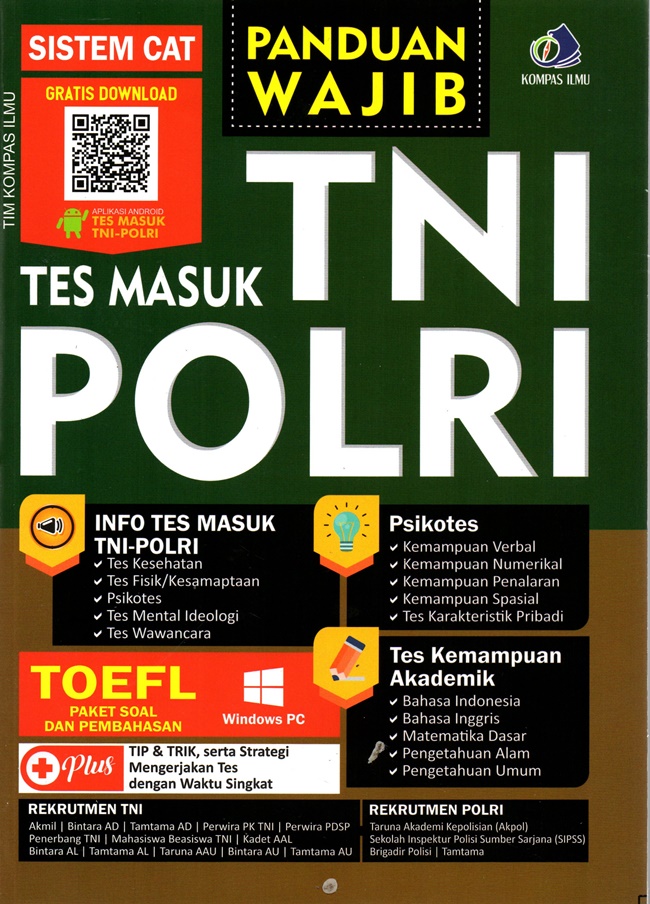 SISTEM CAT
GRATIS DOWNLOAD
APLIKASI ANDROID
TES MASUK
TNI-POLRI
TIM KOMPAS ILMU
PANDUAN
WAJIB
KOMPAS ILMU
TNI
TES MASUK
POLRI
INFO TES MASUK
TNI-POLRI
Tes Kesehatan
Tes Fisik/Kesamaptaan
Psikotes
Tes Mental Ideologi
Tes Wawancara
Psikotes
Kemampuan Verbal
Kemampuan Numerikal
Kemampuan Penalaran
Kemampuan Spasial
Tes Karakteristik Pribadi
TOEFL
PAKET SOAL
DAN PEMBAHASAN
Windows PC
Tes Kemampuan
Akademik
Bahasa Indonesia
Bahasa Inggris
Matematika Dasar
Pengetahuan Alam
Pengetahuan Umum
Plus
TIP & TRIK, serta Strategi
Mengerjakan Tes
dengan Waktu Singkat
REKRUTMEN TNI
Akmil | Bintara AD | Tamtama AD | Perwira PK TNI | Perwira PDSP
Penerbang TNI | Mahasiswa Beasiswa TNI | Kadet AAL
Bintara AL | Tamtama AL | Taruna AAU | Bintara AU | Tamtama AU
REKRUTMEN POLRI
Taruna Akademi Kepolisian (Akpol)
Sekolah Inspektur Polisi Sumber Sarjana (SIPSS)
Brigadir Polisi | Tamtama